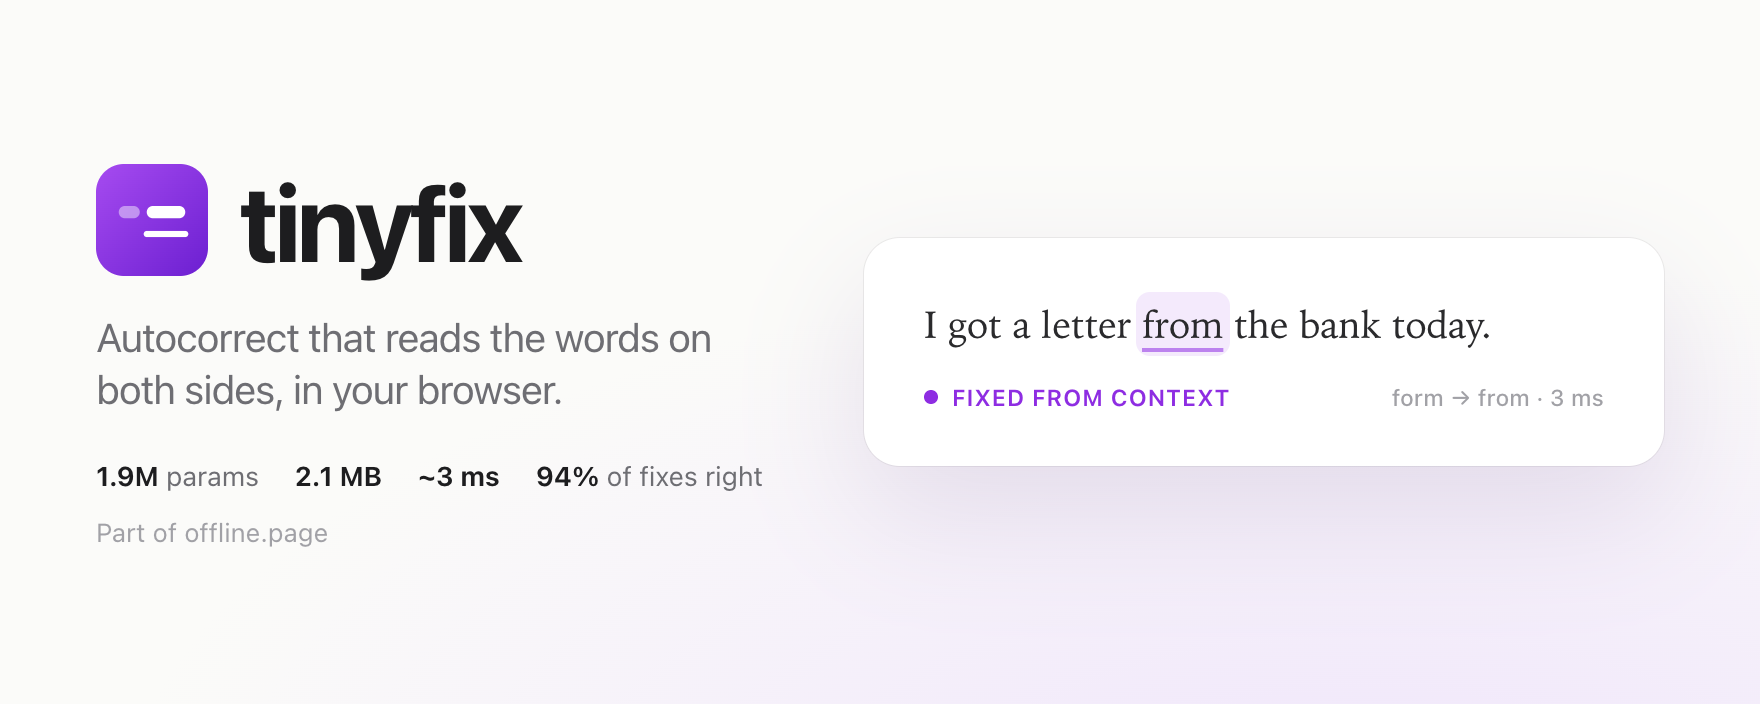 tinyfix
Autocorrect that reads the words on
both sides, in your browser.
1.9M params 2.1 MB ~3 ms 94% of fixes right
Part of offline.page
I got a letter from the bank today.
FIXED FROM CONTEXT form → from · 3 ms